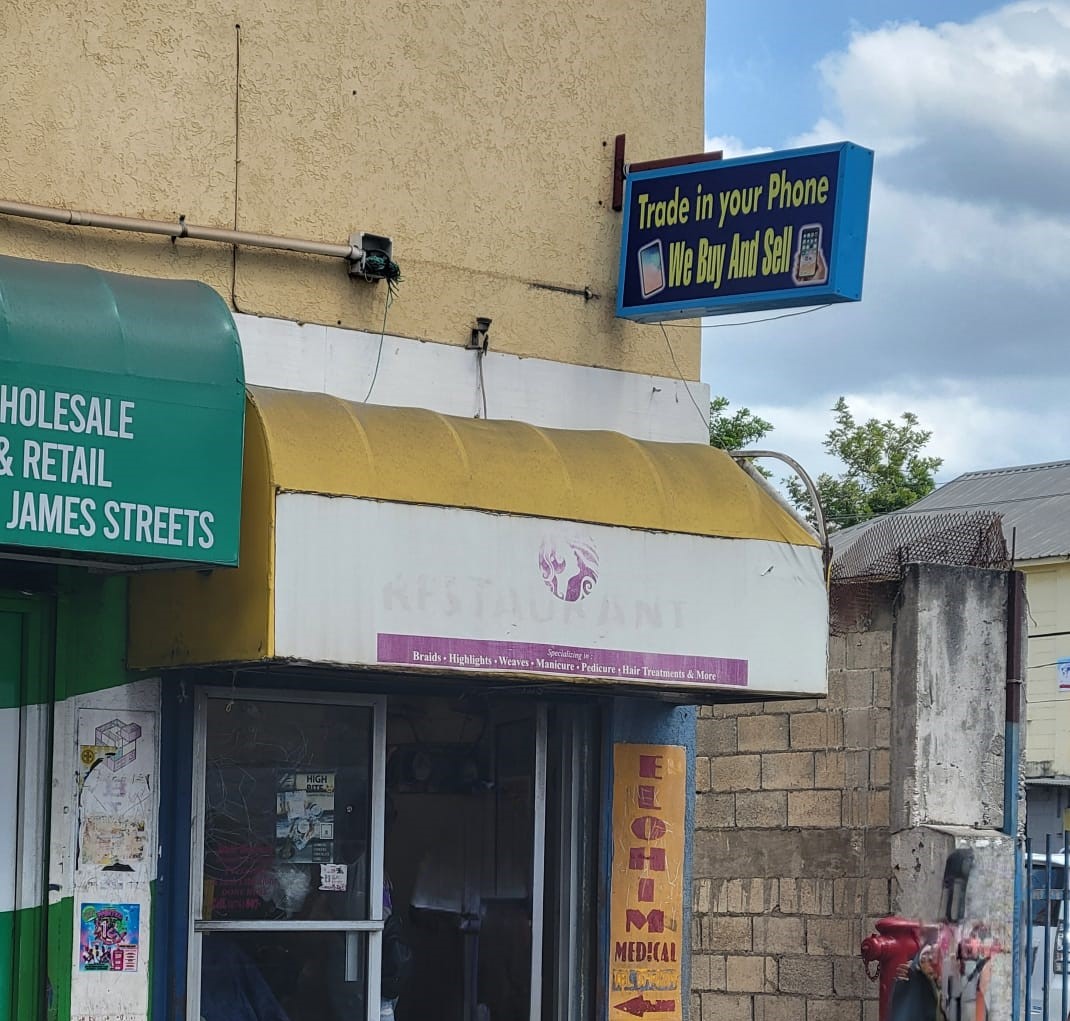 Trade in your Phone
We Buy And Sell
HOLESALE
& RETAIL
JAMES STREETS
RESTAURANT
Specializing in :
Braids • Highlights • Weaves • Manicure • Pedicure • Hair Treatments & More
HIGH
ELOHIM
MEDICAL